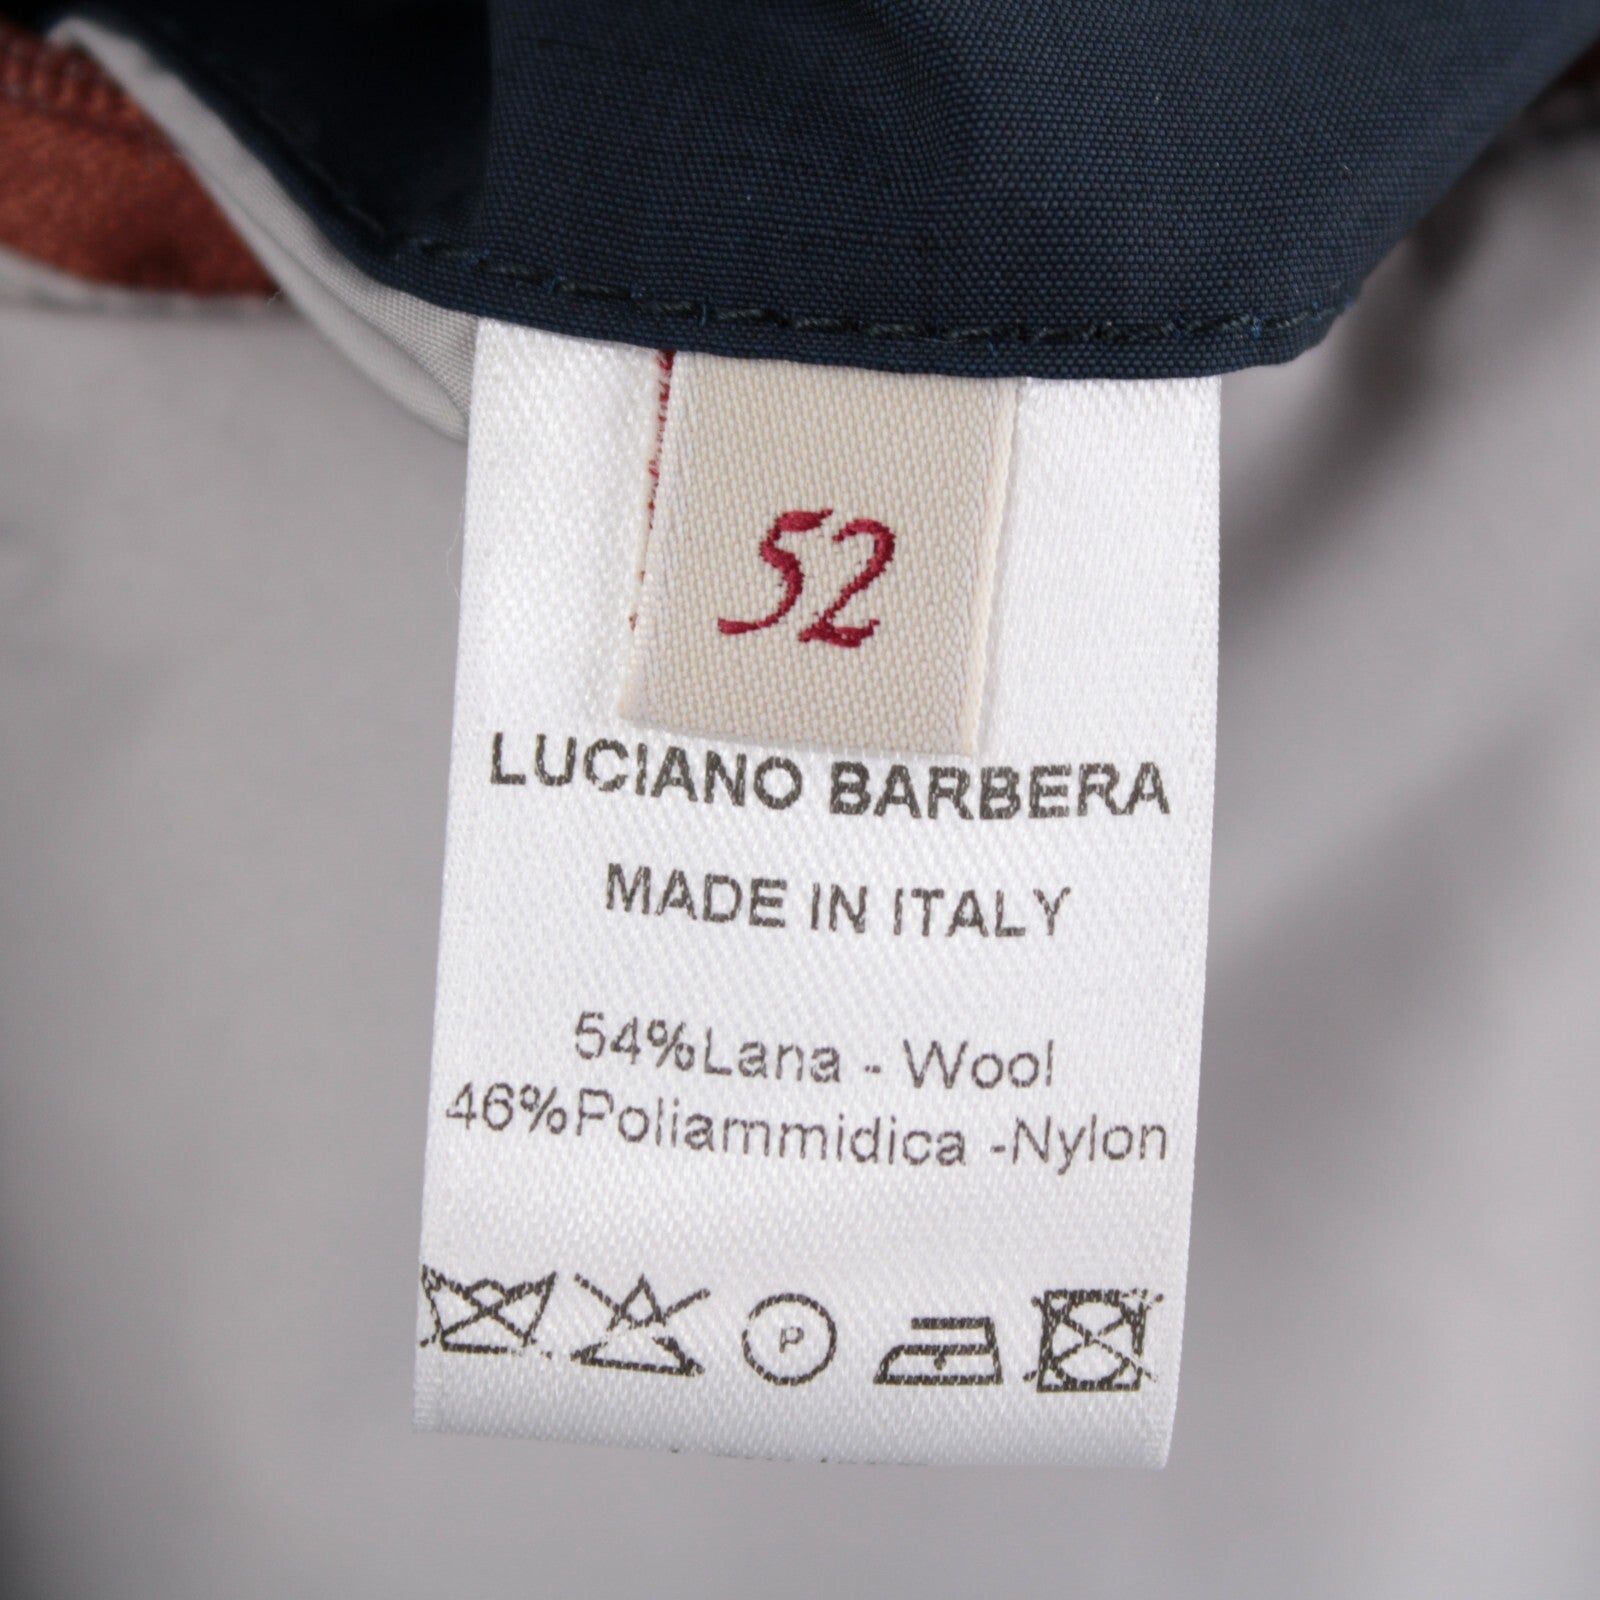 52
LUCIANO BARBERA
MADE IN ITALY
54%Lana - Wool
46%Poliammidica -Nylon
P